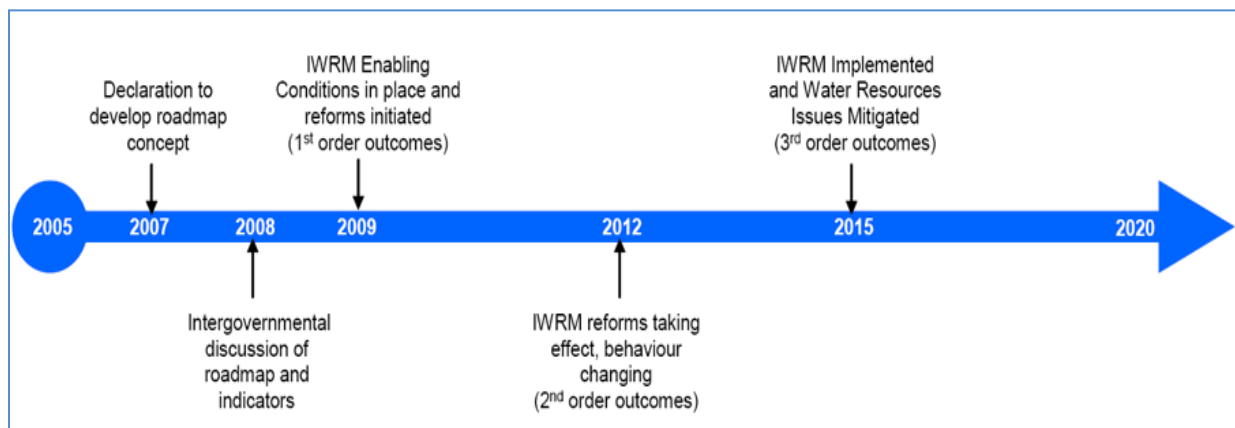 Declaration to
develop roadmap
concept
IWRM Enabling
Conditions in place and
reforms initiated
(1st order outcomes)
IWRM Implemented
and Water Resources
Issues Mitigated
(3rd order outcomes)
2005
2007
2008
2009
2012
2015
2020
Intergovernmental
discussion of
roadmap and
indicators
IWRM reforms taking
effect, behaviour
changing
(2nd order outcomes)